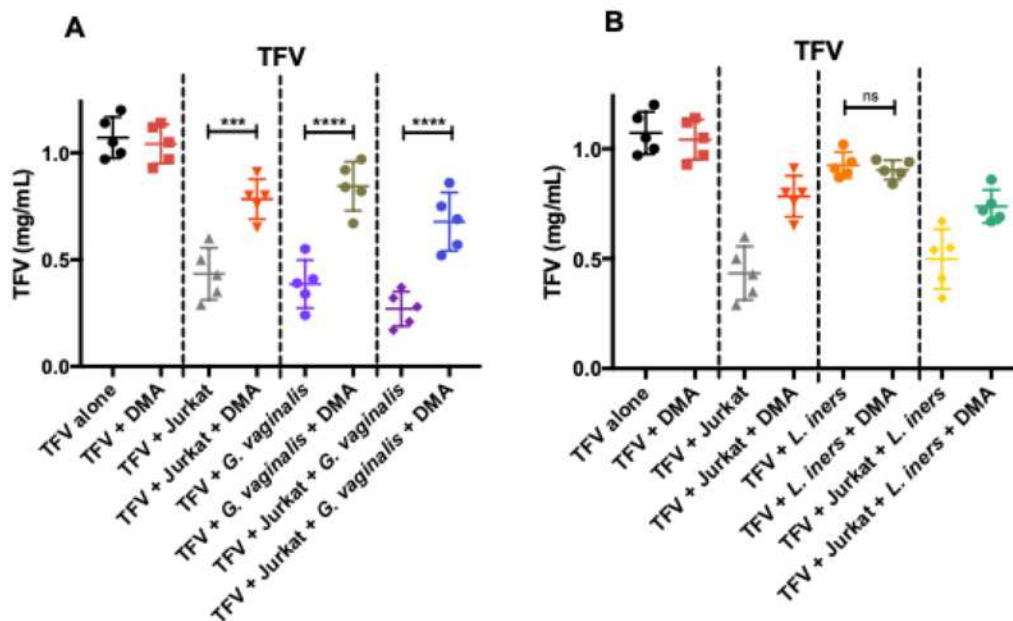 A
TFV
TFV (mg/mL)
1.0
0.5
0.0
***
****
****
TFV alone
TFV + DMA
TFV + Jurkat
TFV + Jurkat + DMA
TFV + G. vaginalis
TFV + G. vaginalis + DMA
TFV + Jurkat + G. vaginalis
TFV + Jurkat + G. vaginalis + DMA
B
TFV
TFV (mg/mL)
1.0
0.5
0.0
ns
TFV alone
TFV + DMA
TFV + Jurkat
TFV + Jurkat + DMA
TFV + L. iners
TFV + L. iners + DMA
TFV + Jurkat + L. iners
TFV + Jurkat + L. iners + DMA